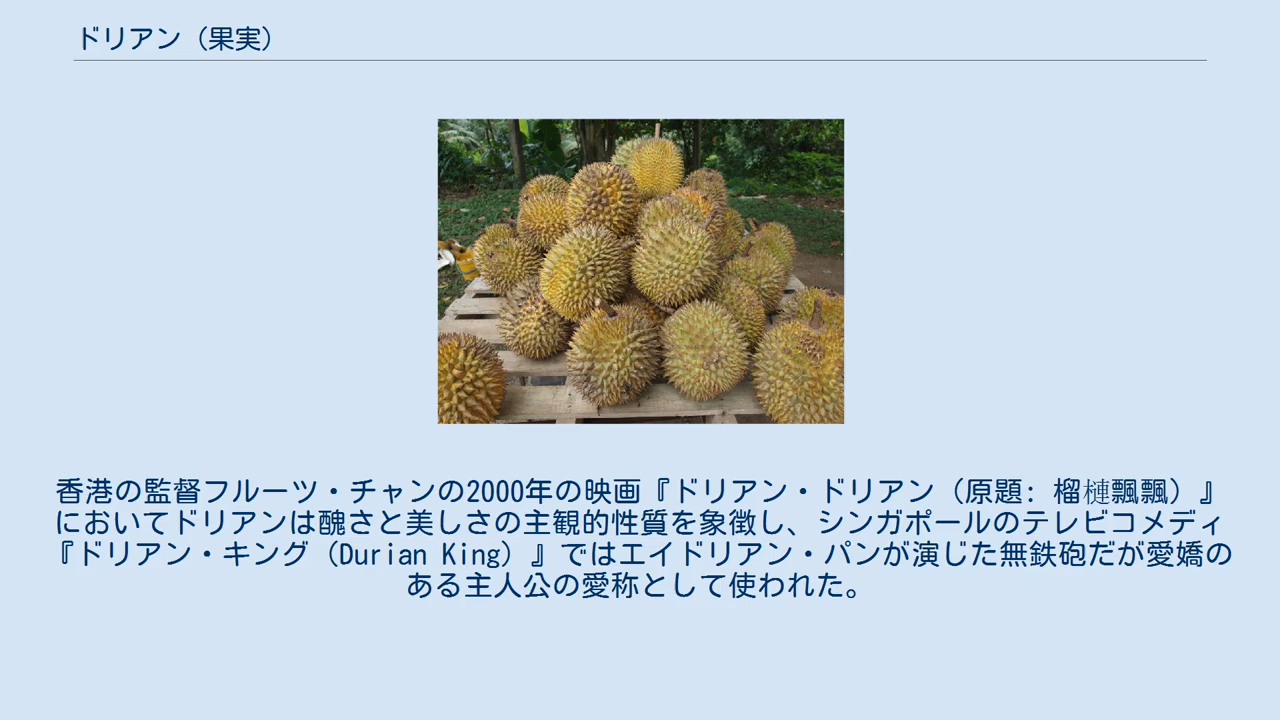 ドリアン（果実）
香港の監督フルーツ・チャンの2000年の映画『ドリアン・ドリアン（原題: 榴槤飄飄）』
においてドリアンは醜さと美しさの主観的性質を象徴し、シンガポールのテレビコメディ
『ドリアン・キング（Durian King）』ではエイドリアン・パンが演じた無鉄砲だが愛嬌の
ある主人公の愛称として使われた。